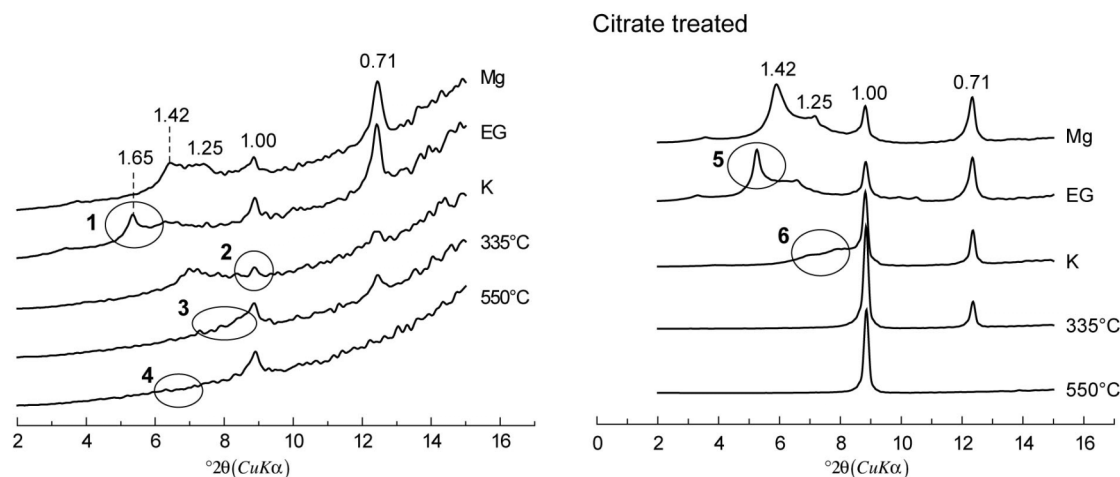 Citrate treated
0.71
Mg
1.42
1.25
1.00
EG
1.65
K
1
2
335°C
3
550°C
4
2 4 6 8 10 12 14 16
°2θ(CuKα)
1.42
1.25
1.00
0.71
Mg
5
EG
6
K
335°C
550°C
0 2 4 6 8 10 12 14 16
°2θ(CuKα)